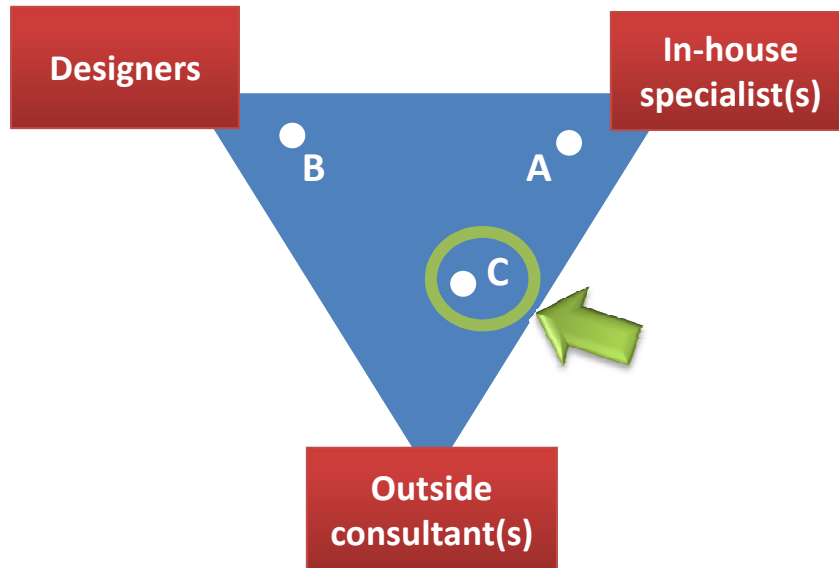 Designers
In-house
specialist(s)
B
A
C
Outside
consultant(s)